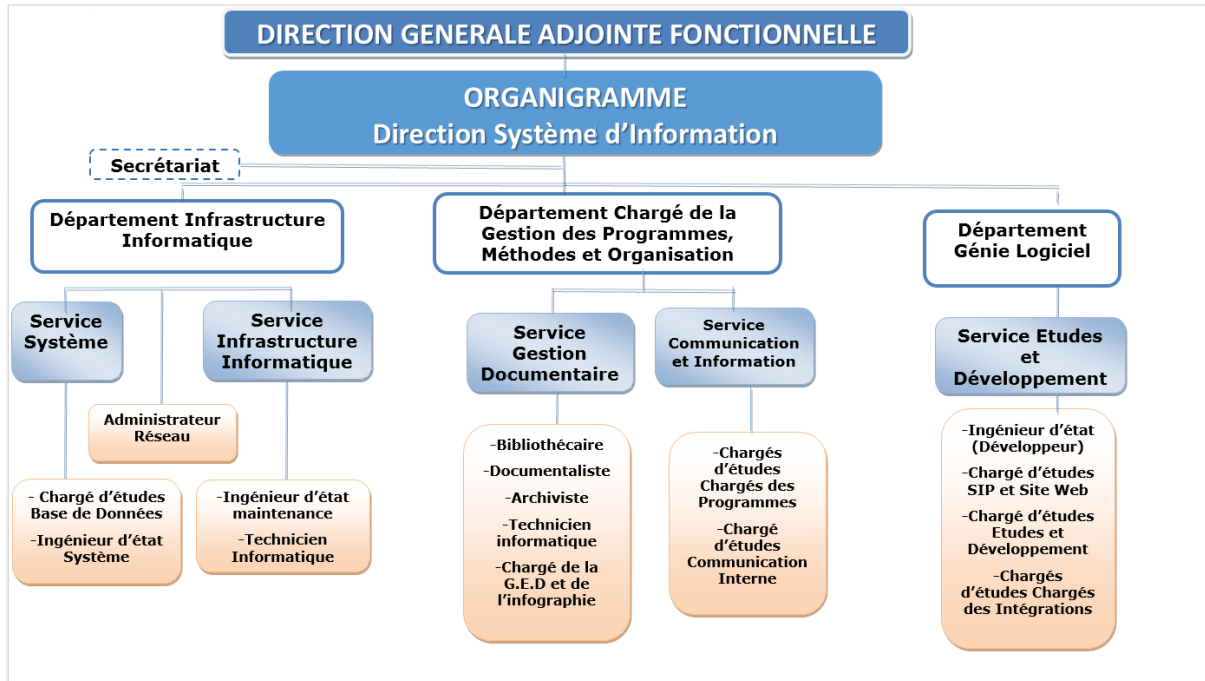 DIRECTION GENERALE ADJOINTE FONCTIONNELLE
ORGANIGRAMME
Direction Système d’Information
Secrétariat
Département Infrastructure
Informatique
Département Chargé de la
Gestion des Programmes,
Méthodes et Organisation
Département
Génie Logiciel
Service
Système
Service
Infrastructure
Informatique
Service
Gestion
Documentaire
Service
Communication
et Information
Service Etudes
et
Développement
Administrateur
Réseau
- Chargé d’études
Base de Données
-Ingénieur d’état
Système
-Ingénieur d’état
maintenance
-Technicien
Informatique
-Bibliothécaire
-Documentaliste
-Archiviste
-Technicien
informatique
-Chargé de la
G.E.D et de
l’infographie
-Chargés
d’études
Chargés des
Programmes
-Chargé
d’études
Communication
Interne
-Ingénieur d’état
(Développeur)
-Chargé d’études
SIP et Site Web
-Chargé d’études
Etudes et
Développement
-Chargés
d’études Chargés
des Intégrations